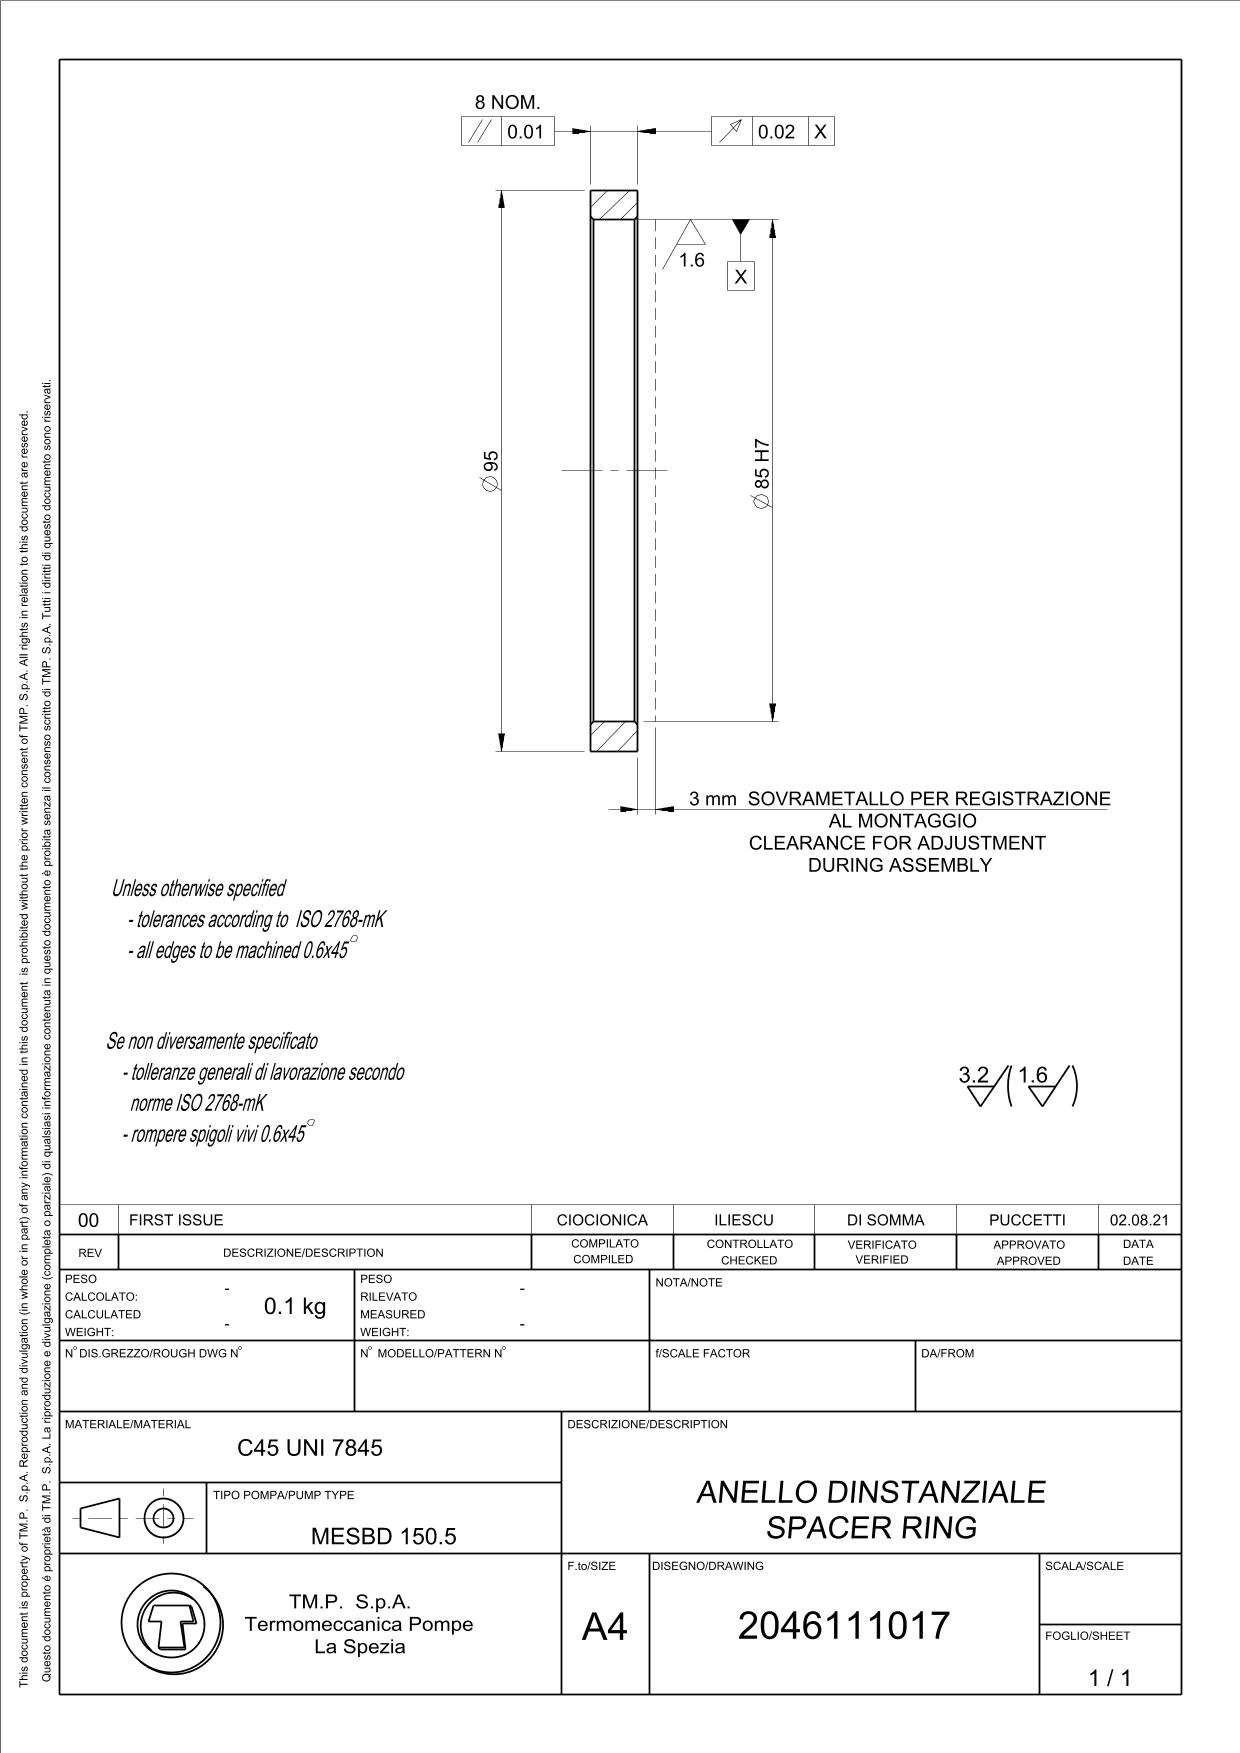 8 NOM.
// 0.01
0.02 X
1.6
X
Ø95
Ø85 H7
3 mm SOVRAMETALLO PER REGISTRAZIONE
AL MONTAGGIO
CLEARANCE FOR ADJUSTMENT
DURING ASSEMBLY
Unless otherwise specified
- tolerances according to ISO 2768-mK
- all edges to be machined 0.6x45°
Se non diversamente specificato
- tolleranze generali di lavorazione secondo
norme ISO 2768-mK
- rompere spigoli vivi 0.6x45°
3.2 ( 1.6 )
00 FIRST ISSUE CIOCIONICA ILIESCU DI SOMMA PUCCETTI 02.08.21
REV DESCRIZIONE/DESCRIPTION
COMPILATO CONTROLLATO VERIFICATO APPROVATO DATA
COMPILED CHECKED VERIFIED APPROVED DATE
PESO
CALCOLATO: -
CALCULATED
WEIGHT: -
0.1 kg
PESO
RILEVATO -
MEASURED
WEIGHT: -
NOTA/NOTE
N° DIS.GREZZO/ROUGH DWG N°
N° MODELLO/PATTERN N°
f/SCALE FACTOR
DA/FROM
MATERIALE/MATERIAL
C45 UNI 7845
DESCRIZIONE/DESCRIPTION
ANELLO DINSTANZIALE
SPACER RING
TIPO POMPA/PUMP TYPE
MESBD 150.5
TM.P. S.p.A.
Termomeccanica Pompe
La Spezia
F.to/SIZE
A4
DISEGNO/DRAWING
2046111017
SCALA/SCALE
FOGLIO/SHEET
1 / 1
This document is property of TM.P. S.p.A. Reproduction and divulgation (in whole or in part) of any information contained in this document is prohibited without the prior written consent of TMP. S.p.A. All rights in relation to this document are reserved.
Questo documento é proprietà di TM.P. S.p.A. La riproduzione e divulgazione (completa o parziale) di qualsiasi informazione contenuta in questo documento è proibita senza il consenso scritto di TMP. S.p.A. Tutti i diritti di questo documento sono riservati.